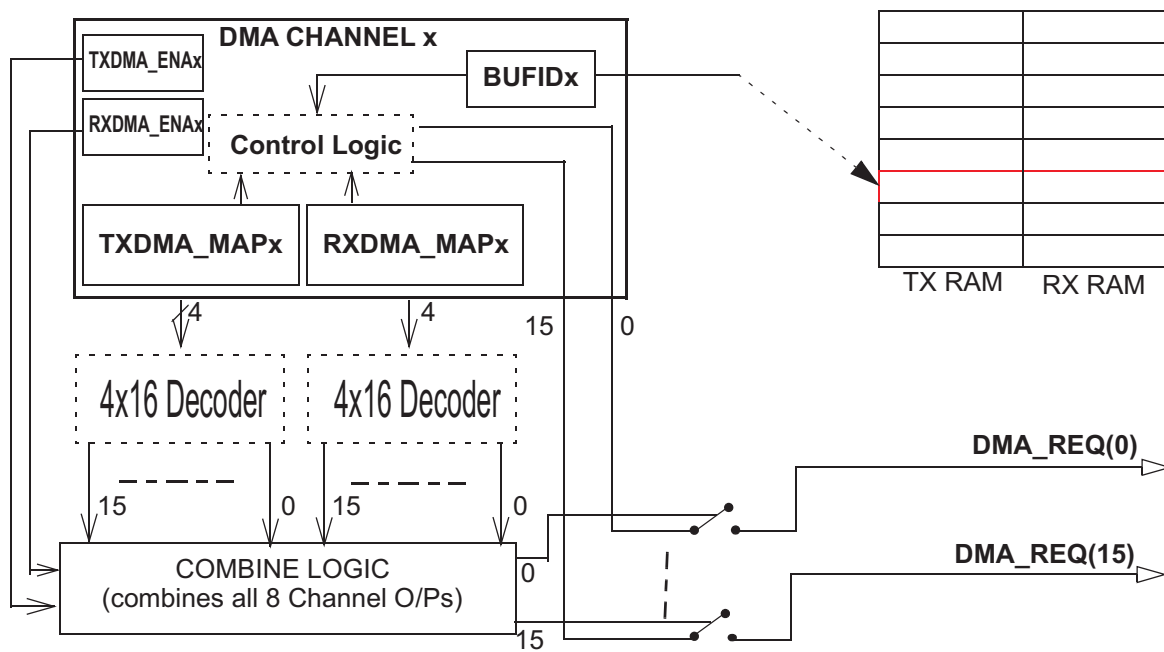 DMA CHANNEL x
TXDMA_ENAx
BUFIDx
RXDMA_ENAx
Control Logic
TXDMA_MAPx
RXDMA_MAPx
TX RAM
RX RAM
4
4
15
0
4x16 Decoder
4x16 Decoder
DMA_REQ(0)
15
0
15
0
DMA_REQ(15)
COMBINE LOGIC
(combines all 8 Channel O/Ps)
0
15